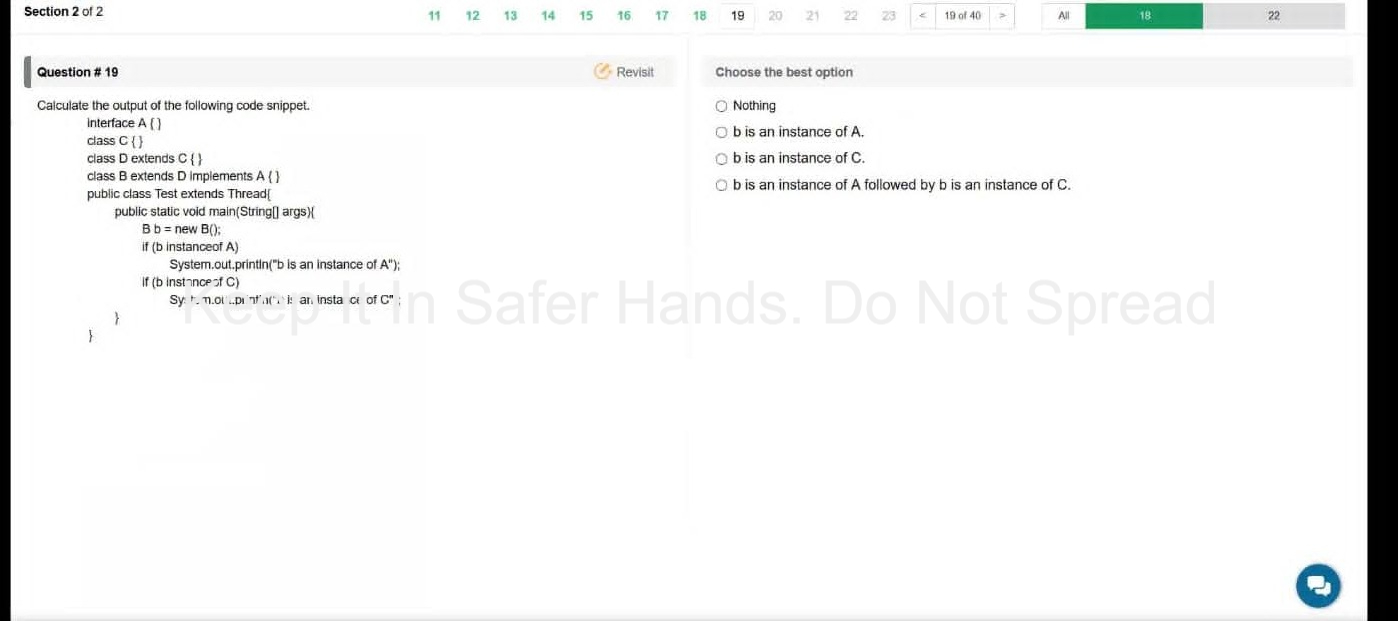 Section 2 of 2
11 12 13 14 15 16 17 18 19 20 21 22 23 < 19 of 40 > All 18 22
Question # 19
Revisit
Calculate the output of the following code snippet.
interface A { }
class C { }
class D extends C { }
class B extends D implements A { }
public class Test extends Thread{
public static void main(String[] args){
B b = new B();
if (b instanceof A)
System.out.println("b is an instance of A");
if (b instanceof C)
is an instance of C"
}
}
Choose the best option
Nothing
b is an instance of A.
b is an instance of C.
b is an instance of A followed by b is an instance of C.
Keep It In Safer Hands. Do Not Spread